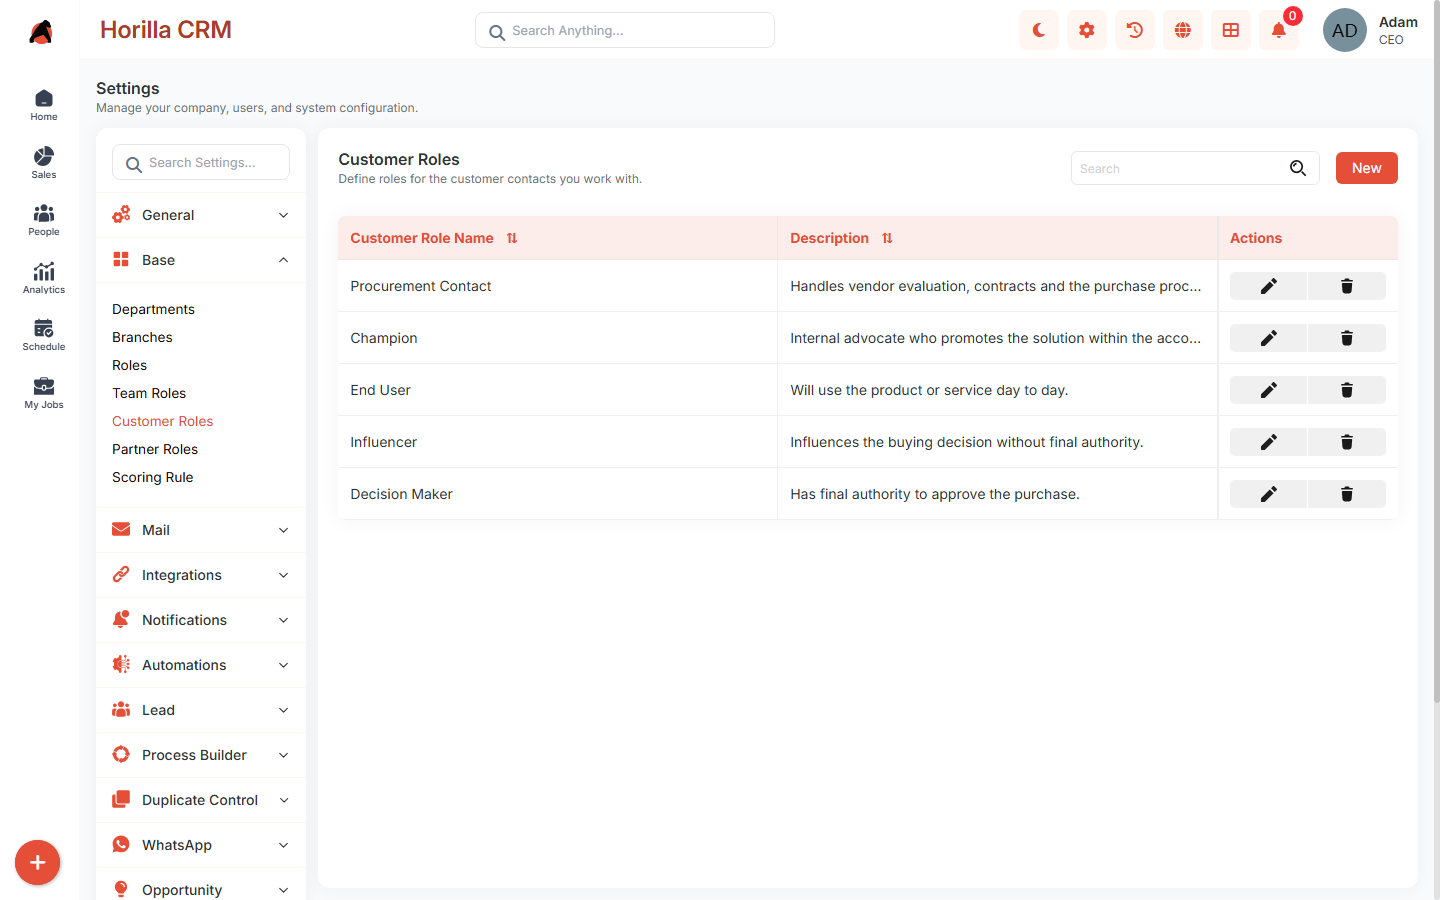 Horilla CRM
Search Anything...
0
AD
Adam
CEO
Home
Sales
People
Analytics
Schedule
My Jobs
Settings
Manage your company, users, and system configuration.
Search Settings...
General
Base
Departments
Branches
Roles
Team Roles
Customer Roles
Partner Roles
Scoring Rule
Mail
Integrations
Notifications
Automations
Lead
Process Builder
Duplicate Control
WhatsApp
Opportunity
Customer Roles
Define roles for the customer contacts you work with.
Search
New
Customer Role Name
Description
Actions
Procurement Contact
Handles vendor evaluation, contracts and the purchase proc...
Champion
Internal advocate who promotes the solution within the acco...
End User
Will use the product or service day to day.
Influencer
Influences the buying decision without final authority.
Decision Maker
Has final authority to approve the purchase.